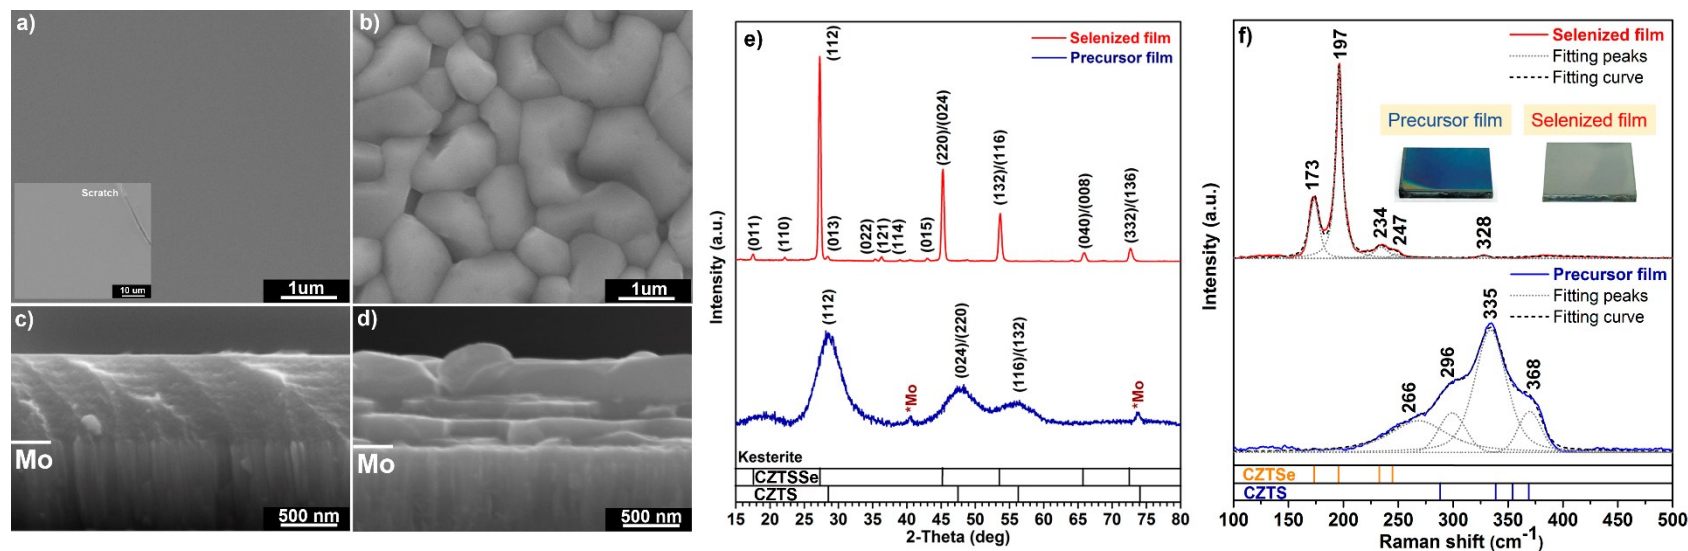 a)
Scratch
10 um
1um
b)
1um
c)
Mo
500 nm
d)
Mo
500 nm
e)
Selenized film
Precursor film
Intensity (a.u.)
(011)
(110)
(112)
(013)
(022)
(121)
(114)
(015)
(220)/(024)
(132)/(116)
(040)/(008)
(332)/(136)
(112)
*Mo
(024)/(220)
(116)/(132)
*Mo
Kesterite
CZTSSe
CZTS
15 20 25 30 35 40 45 50 55 60 65 70 75 80
2-Theta (deg)
f)
Selenized film
Fitting peaks
Fitting curve
Precursor film
Selenized film
173
197
234
247
328
Intensity (a.u.)
Precursor film
Fitting peaks
Fitting curve
266
296
335
368
CZTSe
CZTS
100 150 200 250 300 350 400 450 500
Raman shift (cm-1)